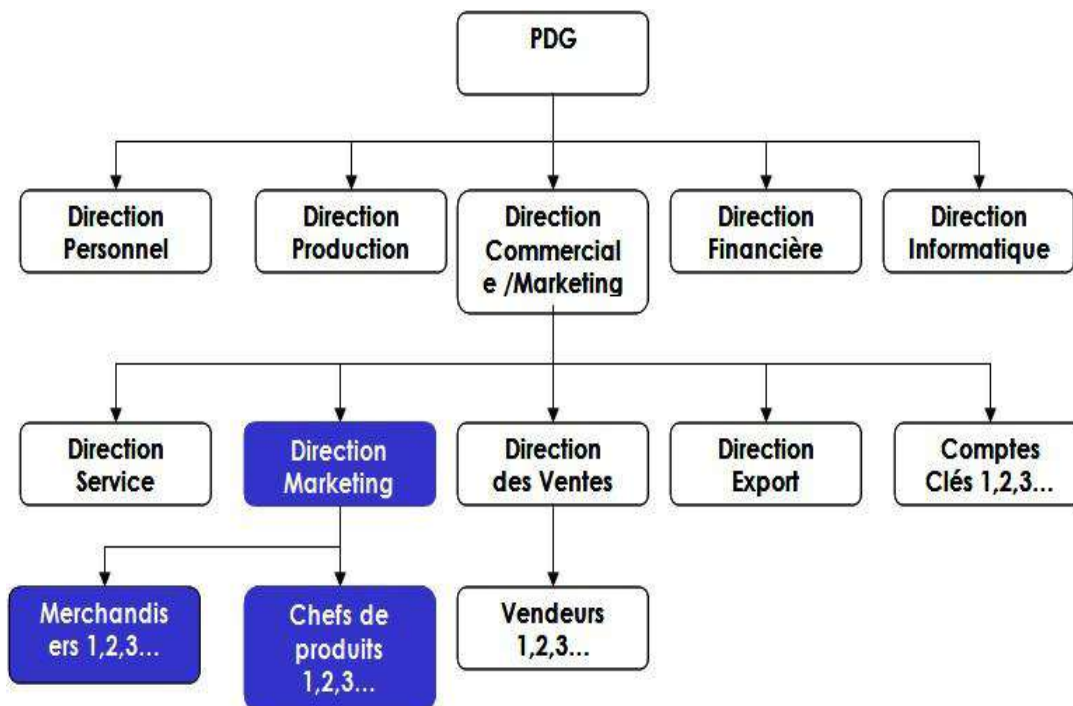 PDG
Direction
Personnel
Direction
Production
Direction
Commercial
e /Marketing
Direction
Financière
Direction
Informatique
Direction
Service
Direction
Marketing
Direction
des Ventes
Direction
Export
Comptes
Clés 1,2,3...
Merchandis
ers 1,2,3...
Chefs de
produits
1,2,3...
Vendeurs
1,2,3...